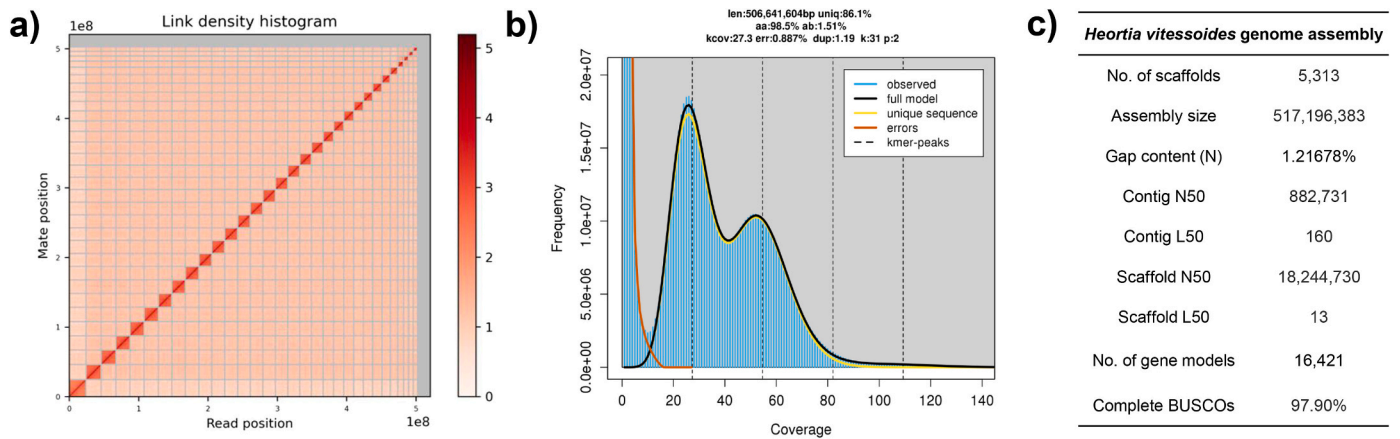 a)
Link density histogram
1e8
5
4
3
2
1
0
Mate position
0 1 2 3 4 5
1e8
Read position
5
4
3
2
1
0
b)
len:506,641,604bp uniq:86.1%
aa:98.5% ab:1.51%
kcov:27.3 err:0.887% dup:1.19 k:31 p:2
observed
full model
unique sequence
errors
kmer-peaks
2.0e+07
1.5e+07
1.0e+07
5.0e+06
0.0e+00
Frequency
0 20 40 60 80 100 120 140
Coverage
c)
Heortia vitessoides genome assembly
No. of scaffolds 5,313
Assembly size 517,196,383
Gap content (N) 1.21678%
Contig N50 882,731
Contig L50 160
Scaffold N50 18,244,730
Scaffold L50 13
No. of gene models 16,421
Complete BUSCOs 97.90%